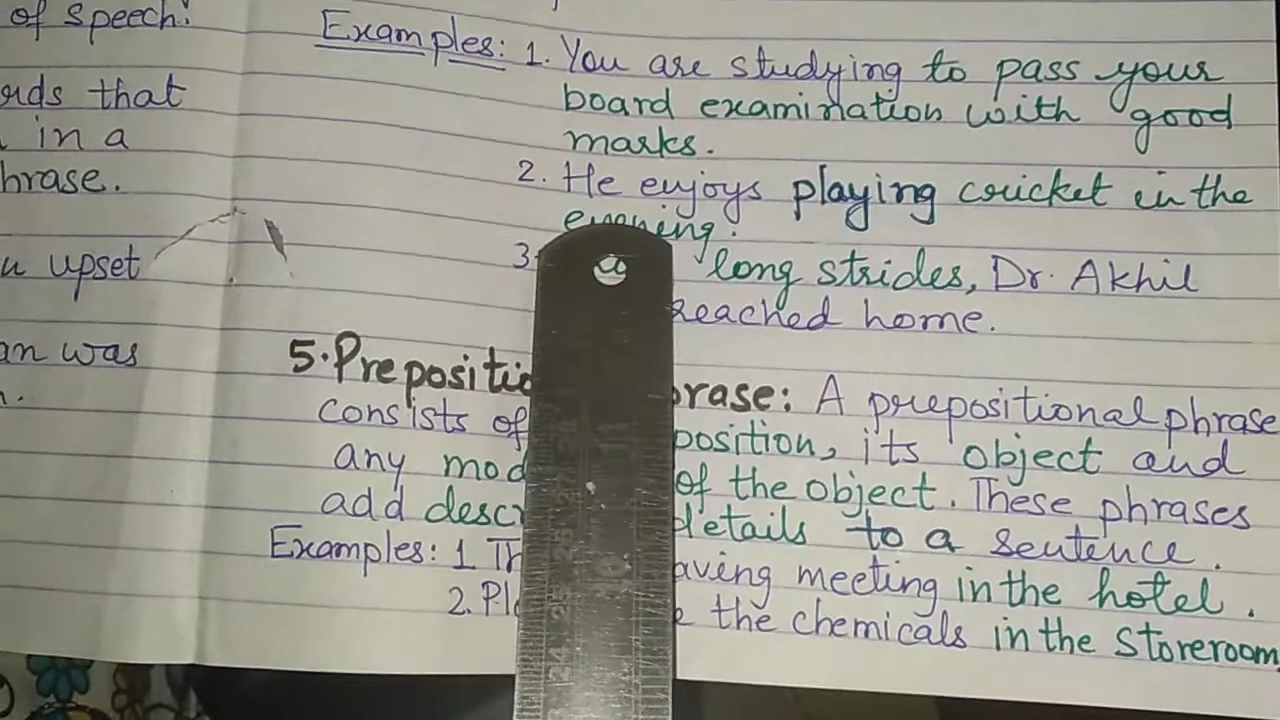 of speech.
rds that
in a
hrase.
upset
an was
Examples: 1. You are studying to pass your
board examination with good
marks.
2. He enjoys playing cricket in the
evening.
3. long strides, Dr. Akhil
reached home.
5. Prepositio rase: A prepositional phrase
consists of position, its object and
any mod of the object. These phrases
add desc details to a sentence.
Examples: 1 Th aving meeting in the hotel.
2. Pl the chemicals in the storeroom